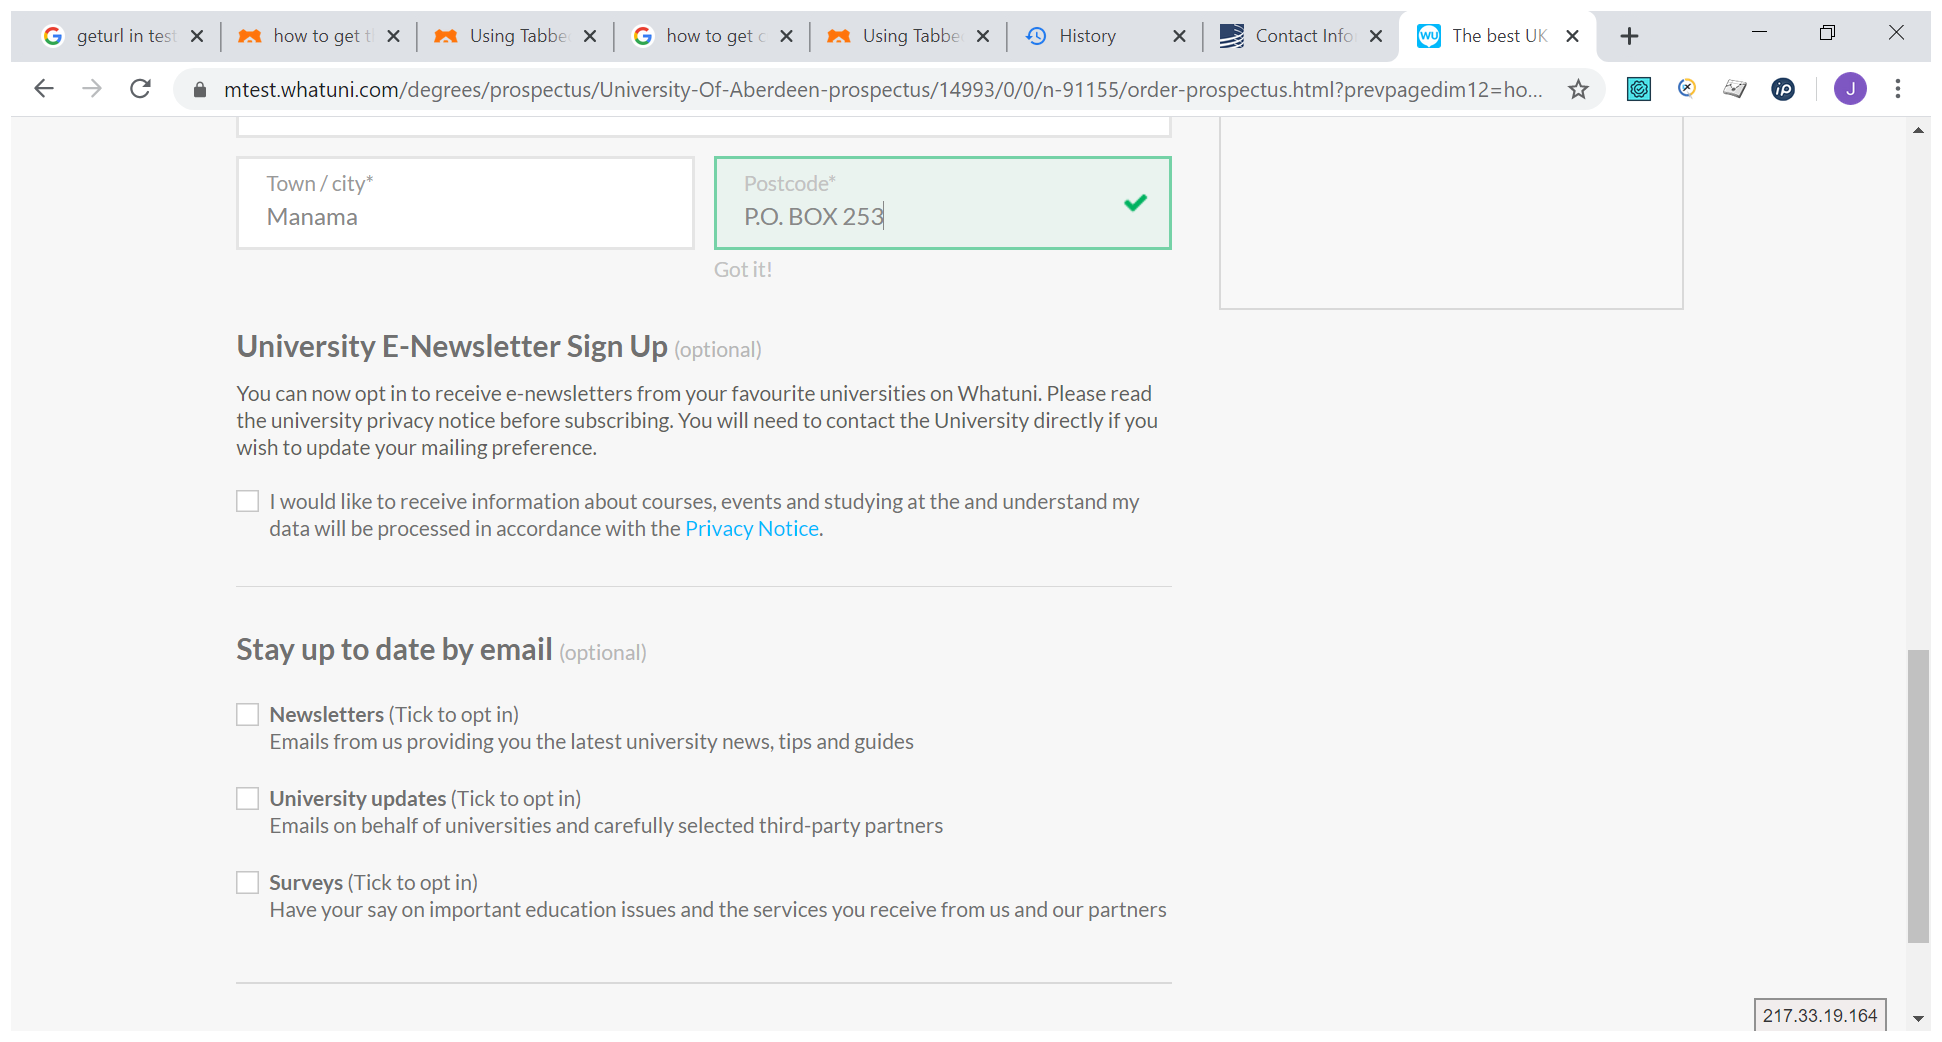 geturl in test
how to get t
Using Tabbe
how to get c
Using Tabbe
History
Contact Info
The best UK
mtest.whatuni.com/degrees/prospectus/University-Of-Aberdeen-prospectus/14993/0/0/n-91155/order-prospectus.html?prevpagedim12=ho...
J
Town / city*
Manama
Postcode*
P.O. BOX 253
Got it!
University E-Newsletter Sign Up (optional)
You can now opt in to receive e-newsletters from your favourite universities on Whatuni. Please read
the university privacy notice before subscribing. You will need to contact the University directly if you
wish to update your mailing preference.
I would like to receive information about courses, events and studying at the and understand my
data will be processed in accordance with the Privacy Notice.
Stay up to date by email (optional)
Newsletters (Tick to opt in)
Emails from us providing you the latest university news, tips and guides
University updates (Tick to opt in)
Emails on behalf of universities and carefully selected third-party partners
Surveys (Tick to opt in)
Have your say on important education issues and the services you receive from us and our partners
217.33.19.164